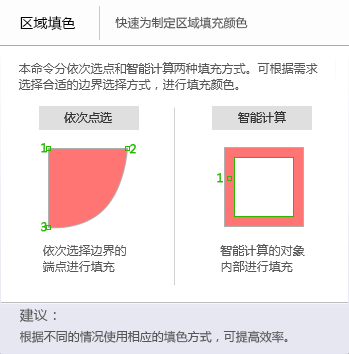 区域填色 快速为制定区域填充颜色
本命令分依次选点和智能计算两种填充方式。可根据需求
选择合适的边界选择方式，进行填充颜色。
依次点选 智能计算
1 2
3
1
依次选择边界的
端点进行填充
智能计算的对象
内部进行填充
建议：
根据不同的情况使用相应的填色方式，可提高效率。